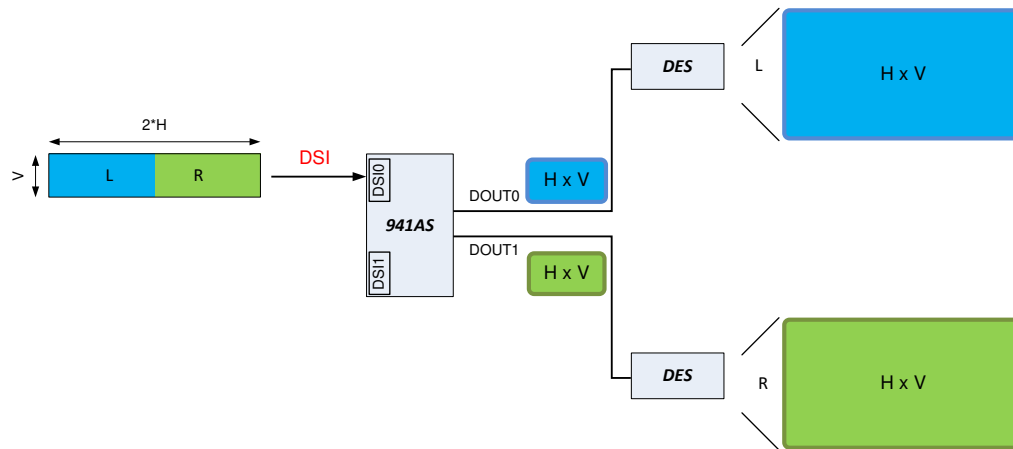 2*H
V
L
R
DSI
DSI0
941AS
DSI1
DOUT0
H x V
DOUT1
H x V
DES
L
H x V
DES
R
H x V